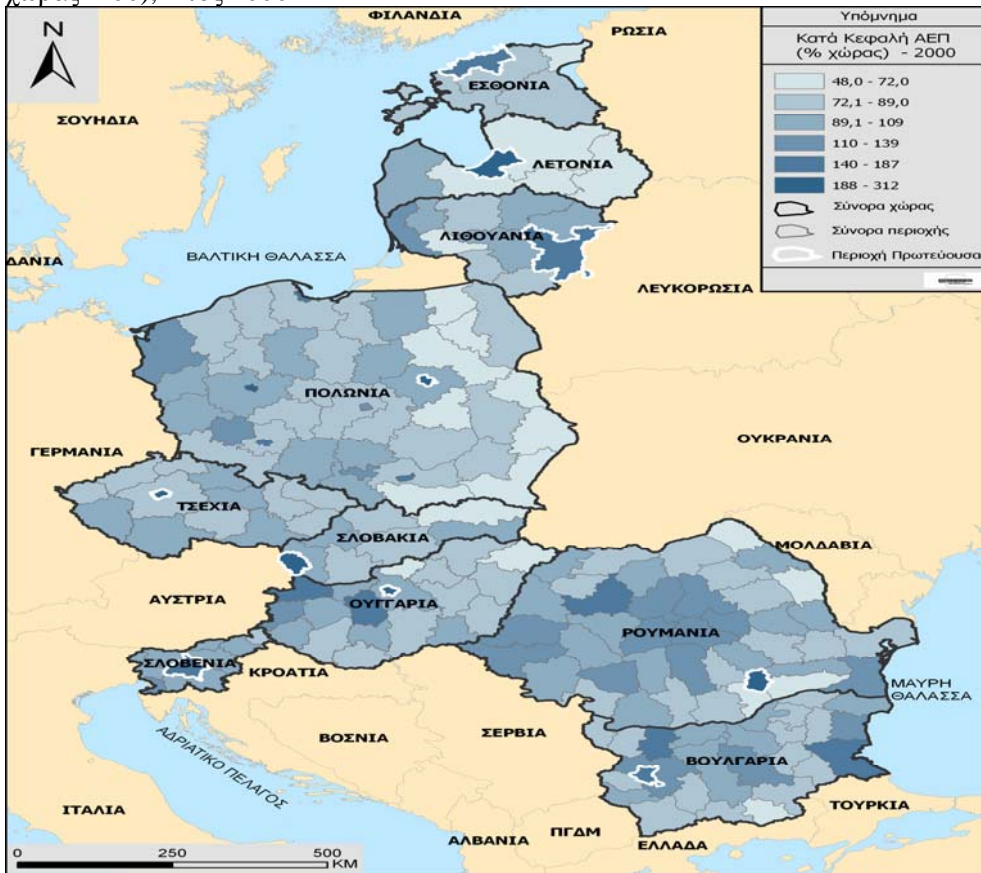 ΦΙΛΑΝΔΙΑ
ΡΩΣΙΑ
N
ΣΟΥΗΔΙΑ
ΕΣΘΟΝΙΑ
ΛΕΤΟΝΙΑ
ΛΙΘΟΥΑΝΙΑ
ΔΑΝΙΑ
ΒΑΛΤΙΚΗ ΘΑΛΑΣΣΑ
ΛΕΥΚΟΡΩΣΙΑ
Υπόμνημα
Κατά Κεφαλή ΑΕΠ
(% χώρας) - 2000
48,0 - 72,0
72,1 - 89,0
89,1 - 109
110 - 139
140 - 187
188 - 312
Σύνορα χώρας
Σύνορα περιοχής
Περιοχή Πρωτεύουσα
ΠΟΛΩΝΙΑ
ΟΥΚΡΑΝΙΑ
ΓΕΡΜΑΝΙΑ
ΤΣΕΧΙΑ
ΣΛΟΒΑΚΙΑ
ΜΟΛΔΑΒΙΑ
ΑΥΣΤΡΙΑ
ΟΥΓΓΑΡΙΑ
ΡΟΥΜΑΝΙΑ
ΣΛΟΒΕΝΙΑ
ΚΡΟΑΤΙΑ
ΜΑΥΡΗ
ΘΑΛΑΣΣΑ
ΒΟΣΝΙΑ
ΣΕΡΒΙΑ
ΒΟΥΛΓΑΡΙΑ
ΑΔΡΙΑΤΙΚΟ ΠΕΛΑΓΟΣ
ΙΤΑΛΙΑ
ΑΛΒΑΝΙΑ
ΠΓΔΜ
ΕΛΛΑΔΑ
ΤΟΥΡΚΙΑ
0 250 500
KM